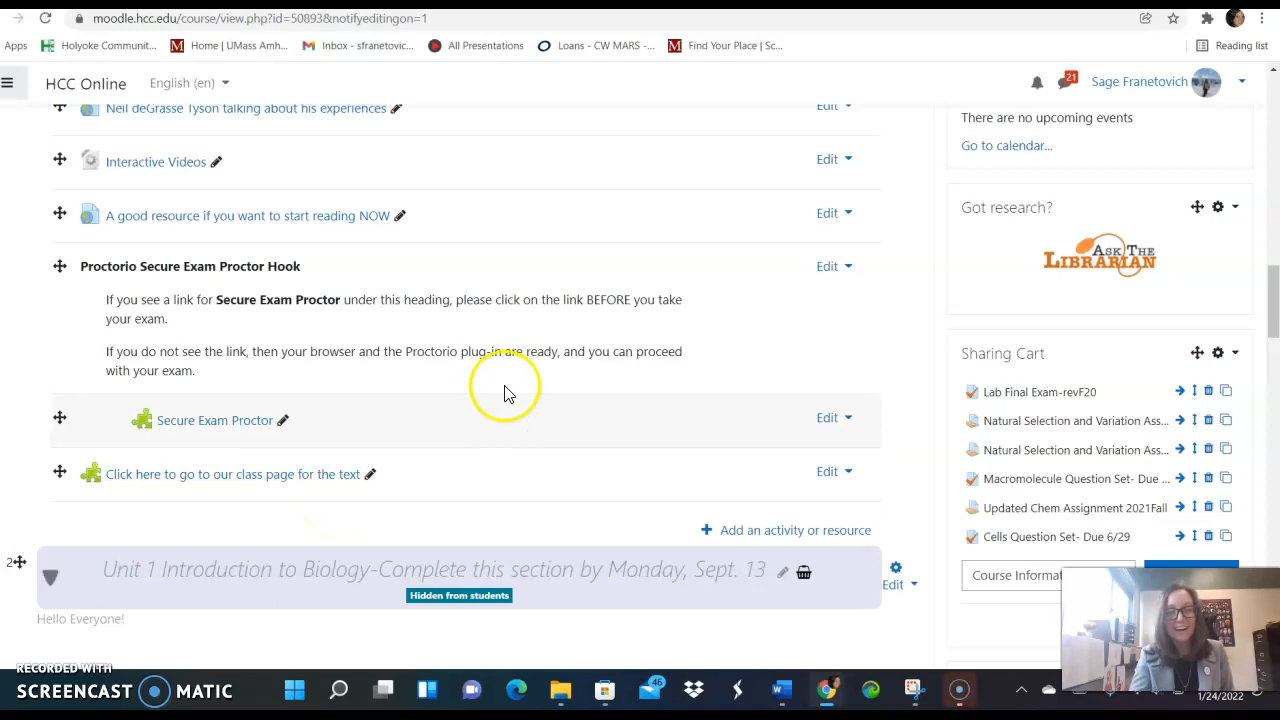 moodle.hcc.edu/course/view.php?id=50893&notifyeditingon=1
Apps
Holyoke Communit...
Home | UMass Amh...
Inbox - sfranetovic...
All Presentations
Loans - CW MARS -...
Find Your Place | Sc...
Reading list
HCC Online
English (en)
21
Sage Franetovich
Neil deGrasse Tyson talking about his experiences
Edit
There are no upcoming events
Go to calendar...
Interactive Videos
Edit
A good resource if you want to start reading NOW
Edit
Got research?
ASK THE
LIBRARIAN
Proctorio Secure Exam Proctor Hook
Edit
If you see a link for Secure Exam Proctor under this heading, please click on the link BEFORE you take
your exam.
If you do not see the link, then your browser and the Proctorio plug-in are ready, and you can proceed
with your exam.
Secure Exam Proctor
Edit
Click here to go to our class page for the text
Edit
Add an activity or resource
Sharing Cart
Lab Final Exam-revF20
Natural Selection and Variation Ass...
Natural Selection and Variation Ass...
Macromolecule Question Set- Due ...
Updated Chem Assignment 2021Fall
Cells Question Set- Due 6/29
Course Informat
2
Unit 1 Introduction to Biology-Complete this section by Monday, Sept. 13
Hidden from students
Edit
Hello Everyone!
RECORDED WITH
SCREENCAST MATIC
46
1/24/2022